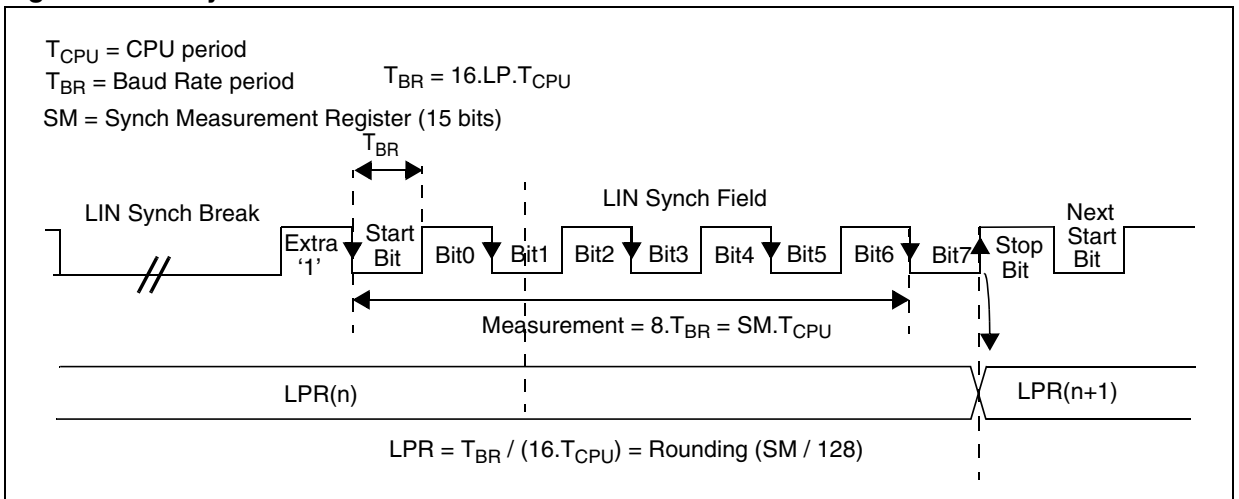 T_CPU = CPU period
T_BR = Baud Rate period
T_BR = 16.LP.T_CPU
SM = Synch Measurement Register (15 bits)
T_BR
LIN Synch Field
LIN Synch Break
Extra
'1'
Start
Bit
Bit0
Bit1
Bit2
Bit3
Bit4
Bit5
Bit6
Bit7
Stop
Bit
Next
Start
Bit
Measurement = 8.T_BR = SM.T_CPU
LPR(n)
LPR(n+1)
LPR = T_BR / (16.T_CPU) = Rounding (SM / 128)